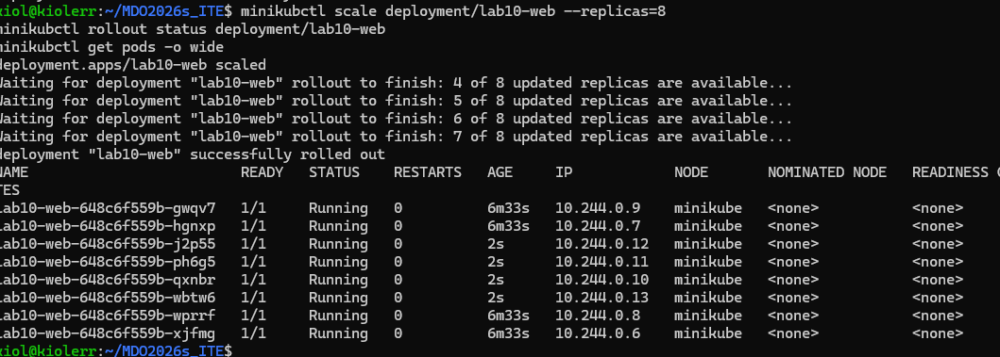 kiol@kiolerr:~/MDO2026s_ITE$ minikubctl scale deployment/lab10-web --replicas=8
minikubctl rollout status deployment/lab10-web
minikubctl get pods -o wide
deployment.apps/lab10-web scaled
Waiting for deployment "lab10-web" rollout to finish: 4 of 8 updated replicas are available...
Waiting for deployment "lab10-web" rollout to finish: 5 of 8 updated replicas are available...
Waiting for deployment "lab10-web" rollout to finish: 6 of 8 updated replicas are available...
Waiting for deployment "lab10-web" rollout to finish: 7 of 8 updated replicas are available...
deployment "lab10-web" successfully rolled out
NAME                         READY   STATUS    RESTARTS   AGE     IP            NODE       NOMINATED NODE   READINESS G
TES
lab10-web-648c6f559b-gwqv7   1/1     Running   0          6m33s   10.244.0.9    minikube   <none>           <none>
lab10-web-648c6f559b-hgnxp   1/1     Running   0          6m33s   10.244.0.7    minikube   <none>           <none>
lab10-web-648c6f559b-j2p55   1/1     Running   0          2s      10.244.0.12   minikube   <none>           <none>
lab10-web-648c6f559b-ph6g5   1/1     Running   0          2s      10.244.0.11   minikube   <none>           <none>
lab10-web-648c6f559b-qxnbr   1/1     Running   0          2s      10.244.0.10   minikube   <none>           <none>
lab10-web-648c6f559b-wbtw6   1/1     Running   0          2s      10.244.0.13   minikube   <none>           <none>
lab10-web-648c6f559b-wprrf   1/1     Running   0          6m33s   10.244.0.8    minikube   <none>           <none>
lab10-web-648c6f559b-xjfmg   1/1     Running   0          6m33s   10.244.0.6    minikube   <none>           <none>
kiol@kiolerr:~/MDO2026s_ITE$